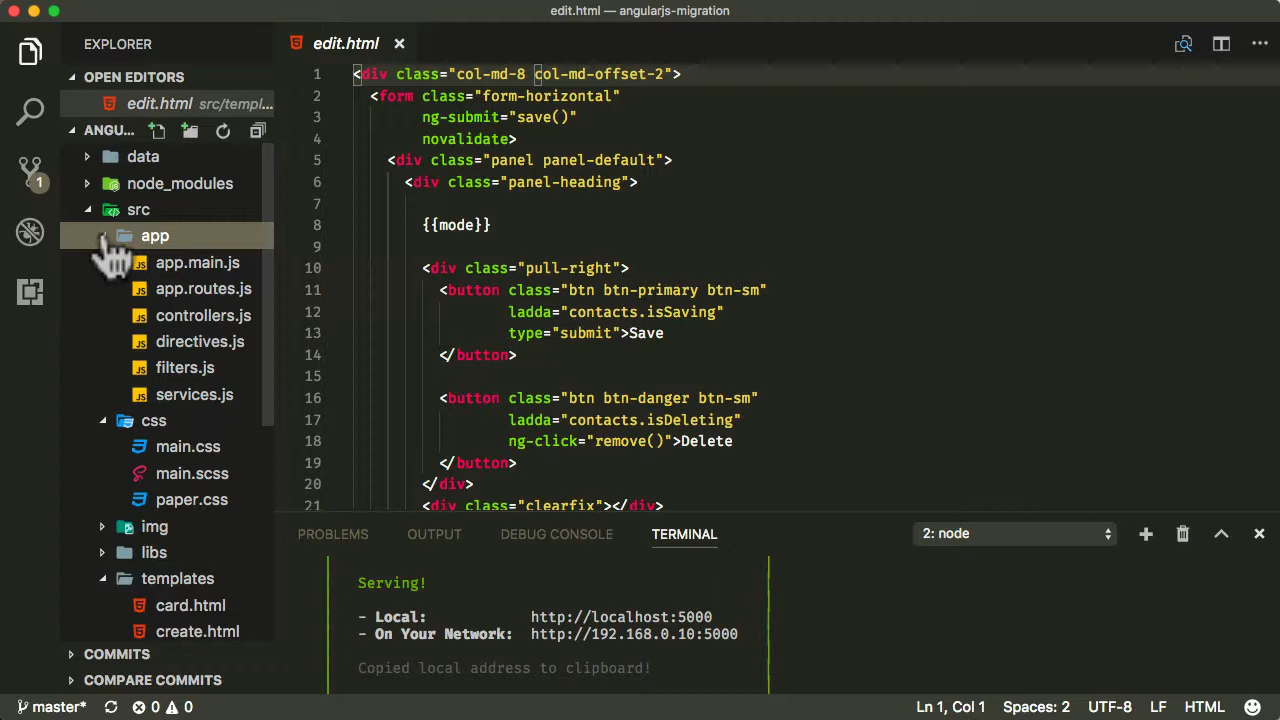 edit.html — angularjs-migration
EXPLORER
OPEN EDITORS
edit.html src/templ...
ANGU...
data
node_modules
src
app
app.main.js
app.routes.js
controllers.js
directives.js
filters.js
services.js
css
main.css
main.scss
paper.css
img
libs
templates
card.html
create.html
COMMITS
COMPARE COMMITS
1
edit.html
1 <div class="col-md-8 col-md-offset-2">
2 <form class="form-horizontal"
3 ng-submit="save()"
4 novalidate>
5 <div class="panel panel-default">
6 <div class="panel-heading">
7
8 {{mode}}
9
10 <div class="pull-right">
11 <button class="btn btn-primary btn-sm"
12 ladda="contacts.isSaving"
13 type="submit">Save
14 </button>
15
16 <button class="btn btn-danger btn-sm"
17 ladda="contacts.isDeleting"
18 ng-click="remove()">Delete
19 </button>
20 </div>
21 <div class="clearfix"></div>
PROBLEMS OUTPUT DEBUG CONSOLE TERMINAL 2: node
Serving!
- Local: http://localhost:5000
- On Your Network: http://192.168.0.10:5000
Copied local address to clipboard!
master* 0 0 Ln 1, Col 1 Spaces: 2 UTF-8 LF HTML